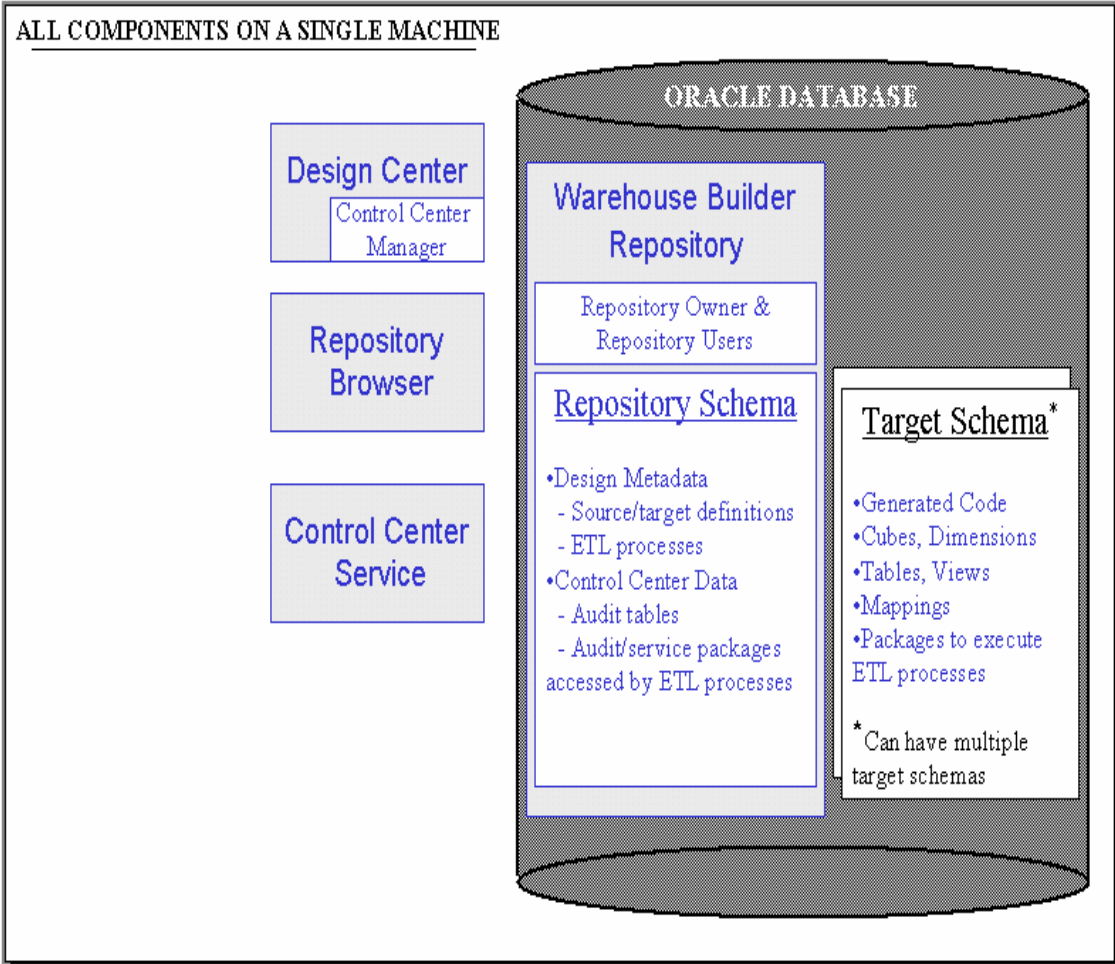 ALL COMPONENTS ON A SINGLE MACHINE
ORACLE DATABASE
Design Center
Control Center
Manager
Repository
Browser
Control Center
Service
Warehouse Builder
Repository
Repository Owner &
Repository Users
Repository Schema
•Design Metadata
- Source/target definitions
- ETL processes
•Control Center Data
- Audit tables
- Audit/service packages
accessed by ETL processes
Target Schema*
•Generated Code
•Cubes, Dimensions
•Tables, Views
•Mappings
•Packages to execute
ETL processes
*Can have multiple
target schemas